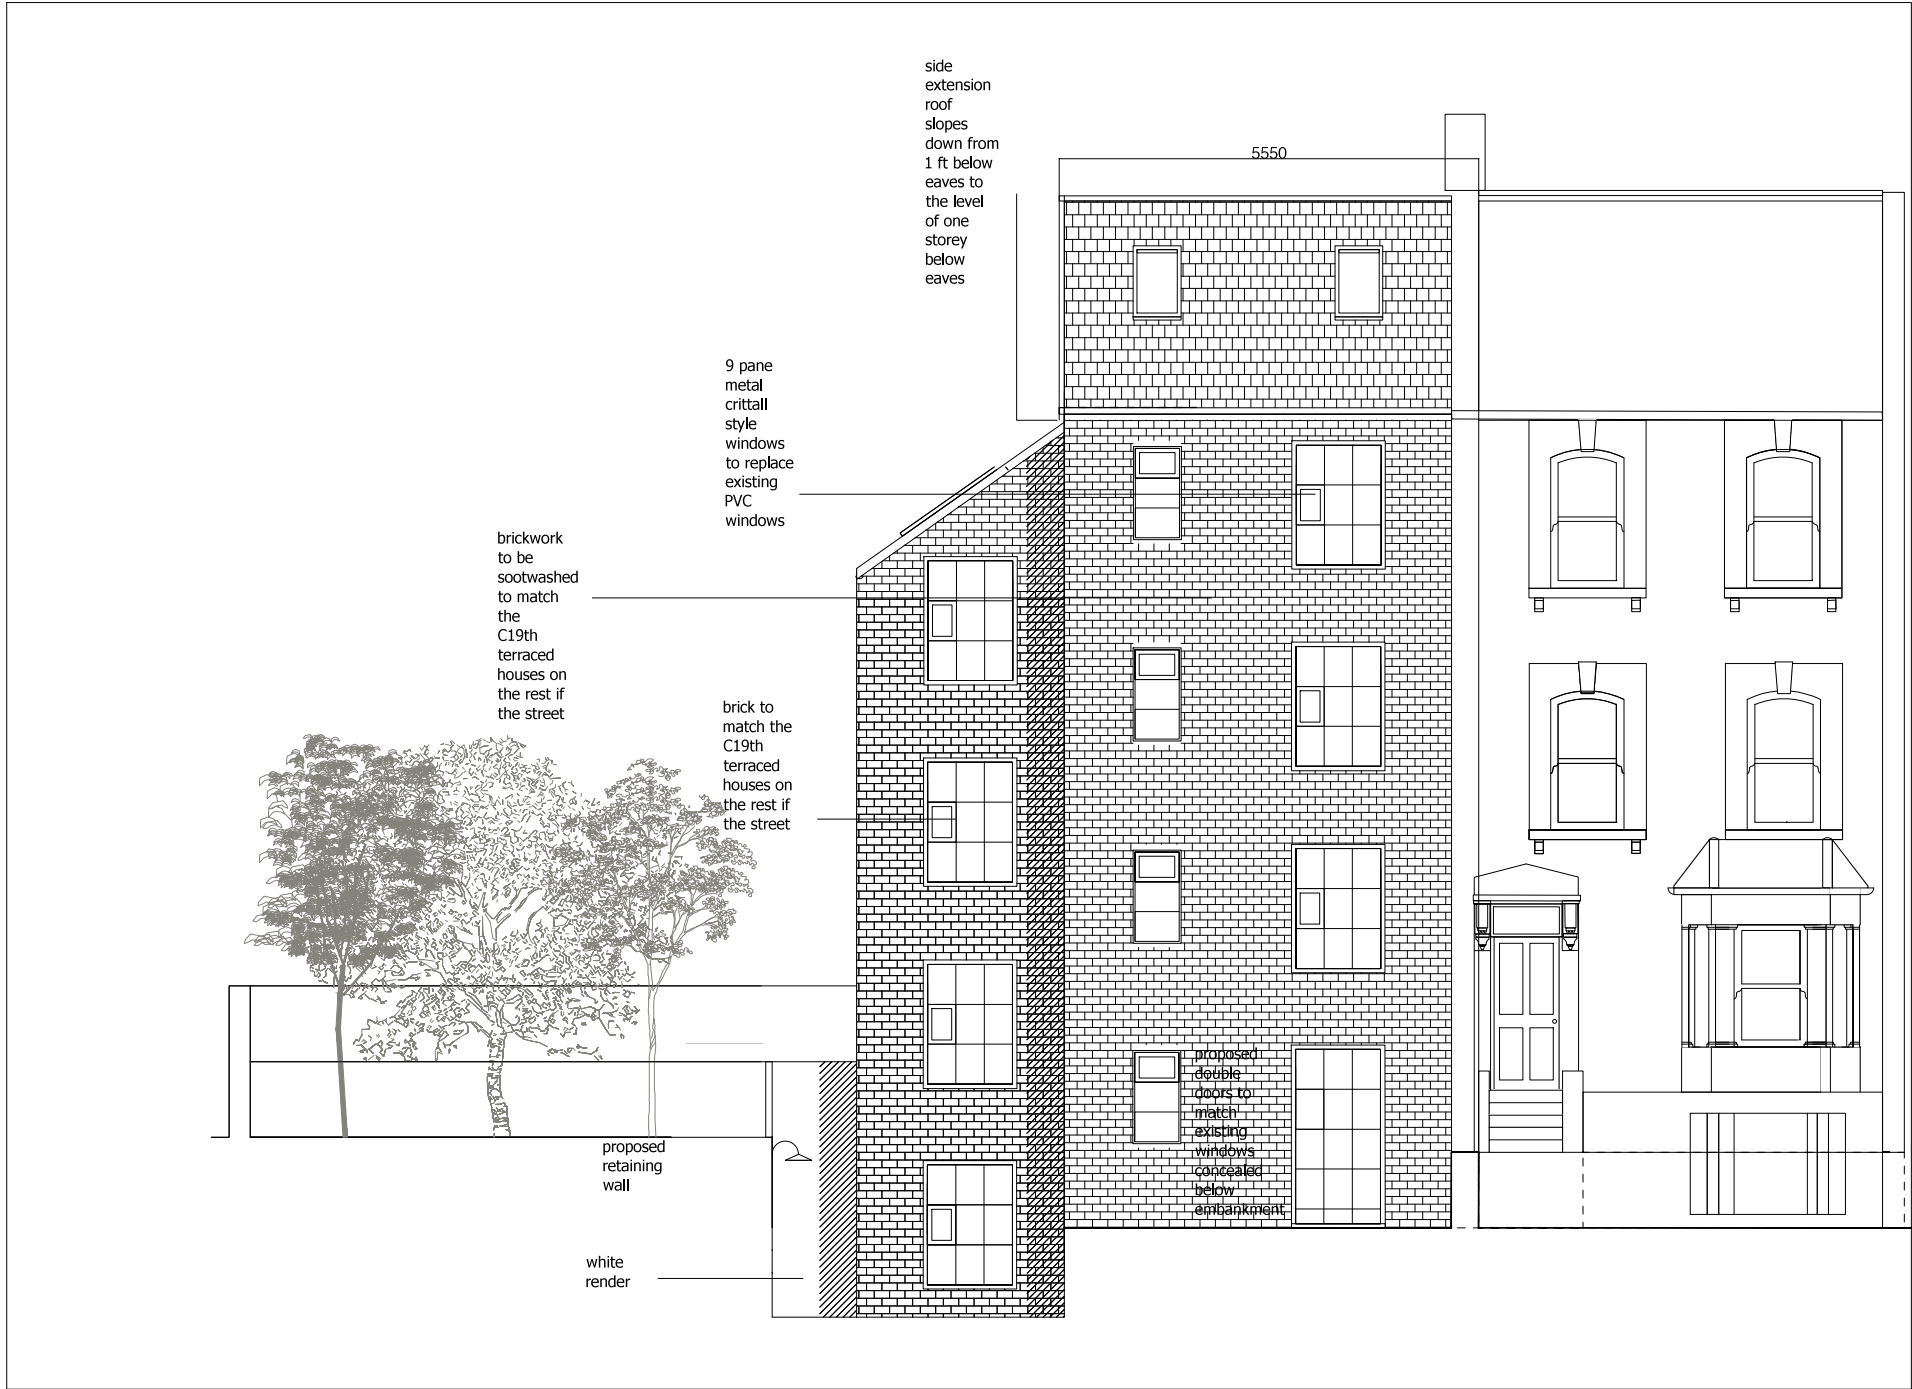 side
extension
roof
slopes
down from
1 ft below
eaves to
the level
of one
storey
below
eaves
5550
9 pane
metal
crittall
style
windows
to replace
existing
PVC
windows
brickwork
to be
sootwashed
to match
the
C19th
terraced
houses on
the rest if
the street
brick to
match the
C19th
terraced
houses on
the rest if
the street
proposed
double
doors to
match
existing
windows
concealed
below
embankment
proposed
retaining
wall
white
render